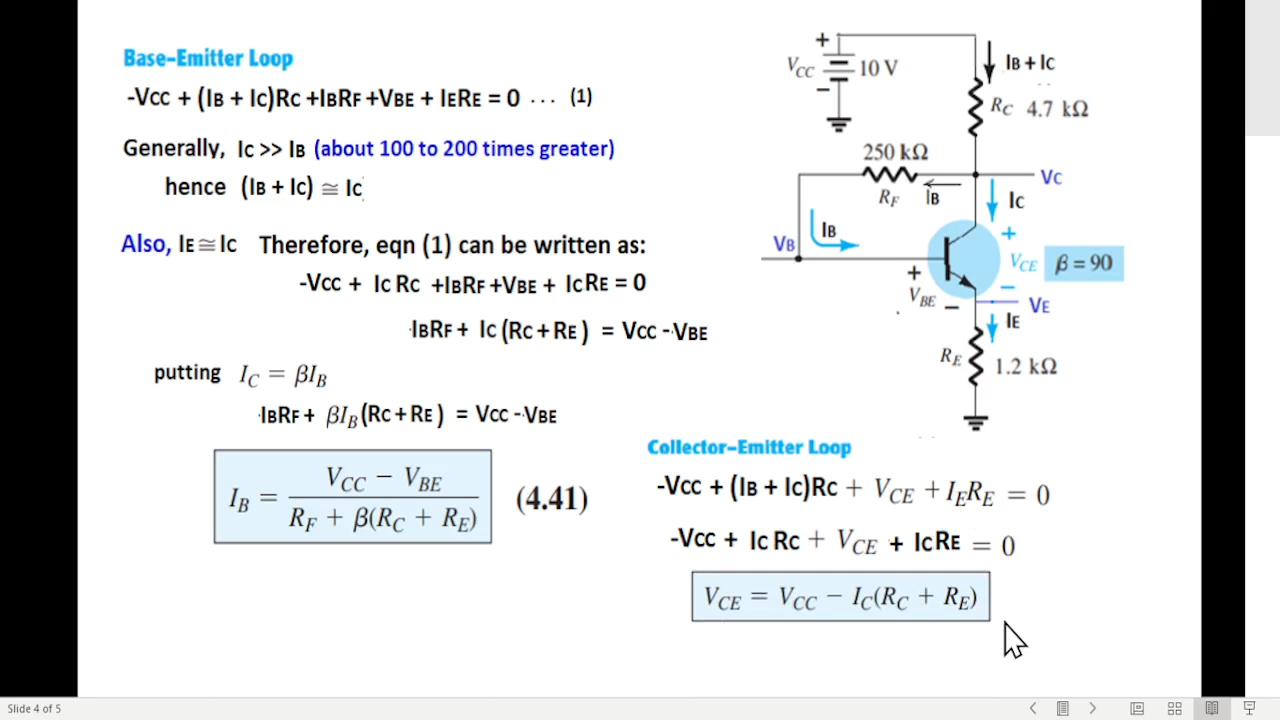 Base–Emitter Loop
-Vcc + (IB + Ic)Rc +IBRF +VBE + IERE = 0 ... (1)
Generally, Ic >> IB (about 100 to 200 times greater)
hence (IB + Ic) ≅ Ic
Also, IE ≅ Ic Therefore, eqn (1) can be written as:
-Vcc + Ic Rc +IBRF +VBE + IcRE = 0
IBRF + Ic (Rc + RE ) = Vcc - VBE
putting IC = βIB
IBRF + βIB (Rc + RE ) = Vcc - VBE
IB = (VCC − VBE) / (RF + β(RC + RE)) (4.41)
+
VCC 10 V
−
IB + Ic
RC 4.7 kΩ
250 kΩ
RF
IB
Vc
Ic
IB
VB
+
VCE β = 90
−
+
VBE −
VE
IE
RE 1.2 kΩ
Collector–Emitter Loop
-Vcc + (IB + Ic)Rc + VCE + IERE = 0
-Vcc + Ic Rc + VCE + IcRE = 0
VCE = VCC − IC(RC + RE)
Slide 4 of 5